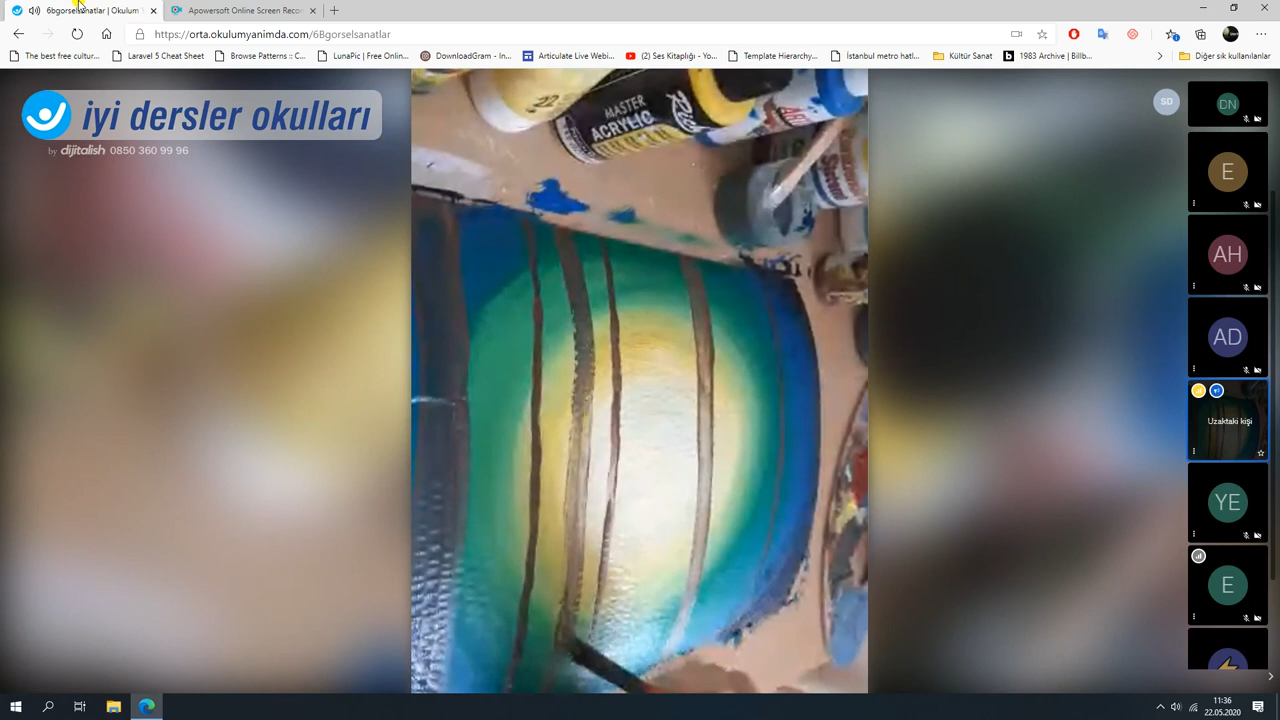 6bgorselsanatlar | Okulum
Apowersoft Online Screen Reco
https://orta.okulumyanimda.com/6Bgorselsanatlar
The best free cultur...
Laravel 5 Cheat Sheet
Browse Patterns :: C...
LunaPic | Free Onlin...
DownloadGram - In...
Articulate Live Webi...
(2) Ses Kitaplığı - Yo...
Template Hierarchy...
İstanbul metro hatl...
Kültür Sanat
1983 Archive | Billb...
Diğer sık kullanılanlar
iyi dersler okulları
by dijitalish 0850 360 99 96
MASTER
ACRYLIC
Rich
SD
DN
E
AH
AD
Uzaktaki kişi
YE
E
11:36
22.05.2020